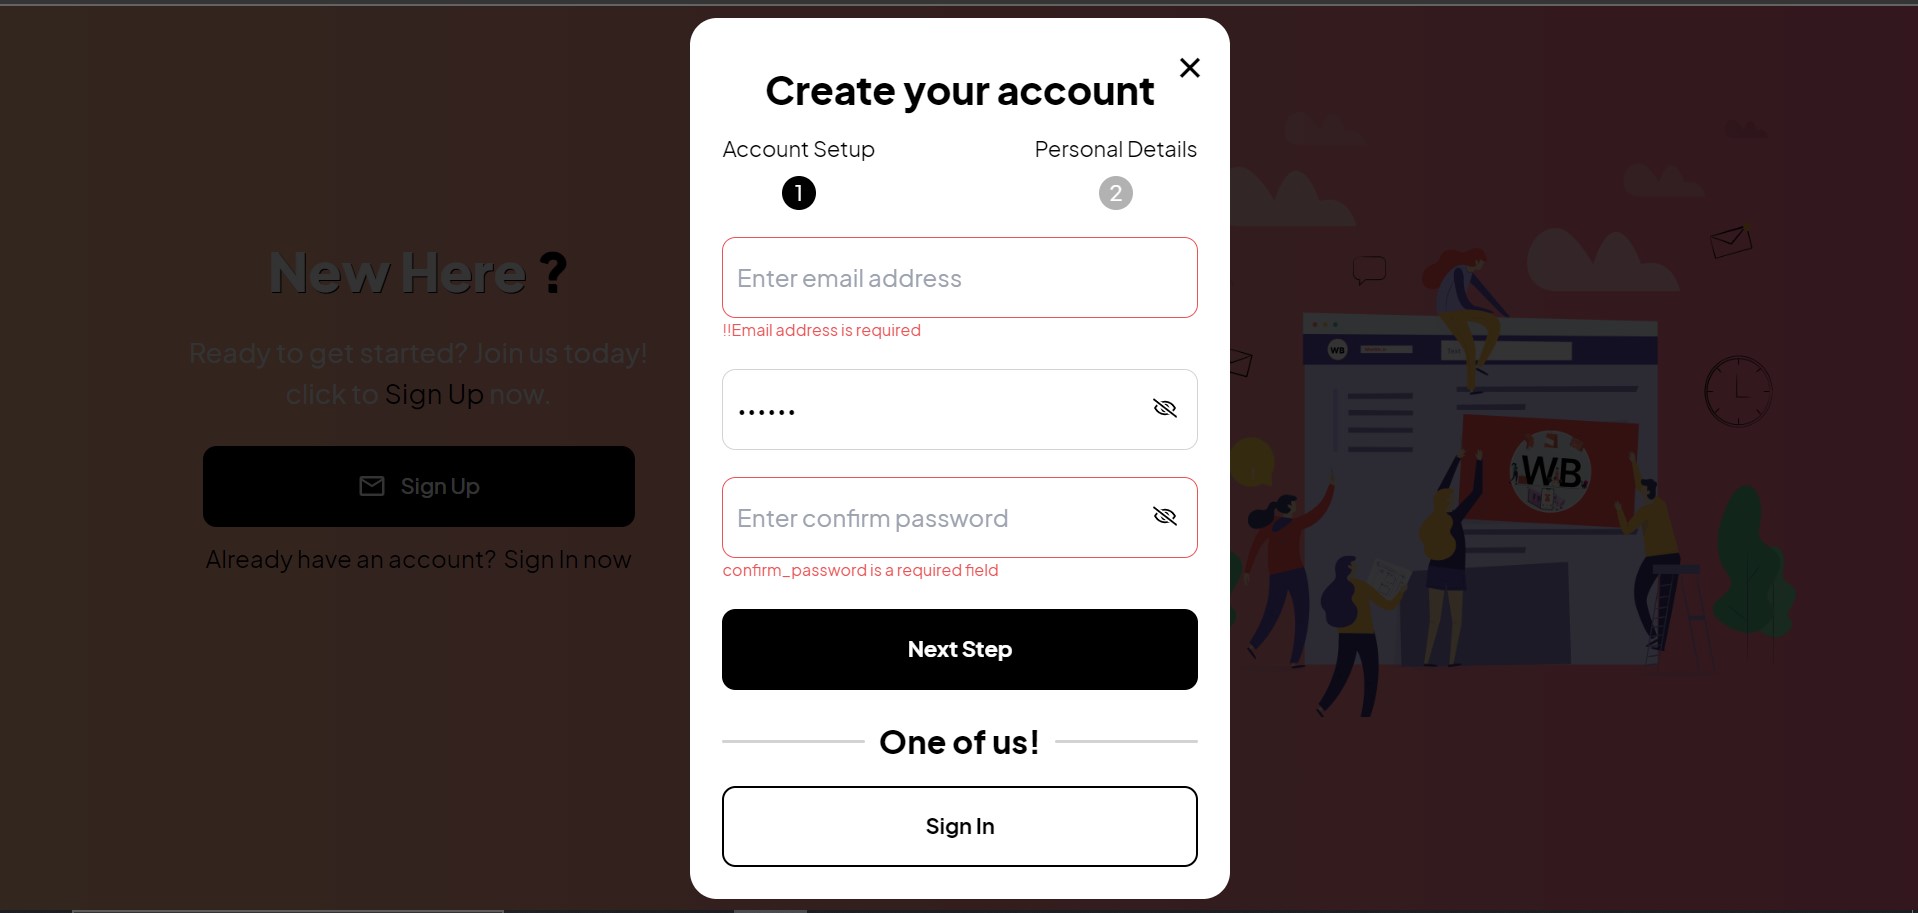 Create your account
Account Setup
Personal Details
1
2
Enter email address
!!Email address is required
••••••
Enter confirm password
confirm_password is a required field
Next Step
One of us!
Sign In
New Here ?
Ready to get started? Join us today!
click to Sign Up now.
Sign Up
Already have an account? Sign In now
WB
WB